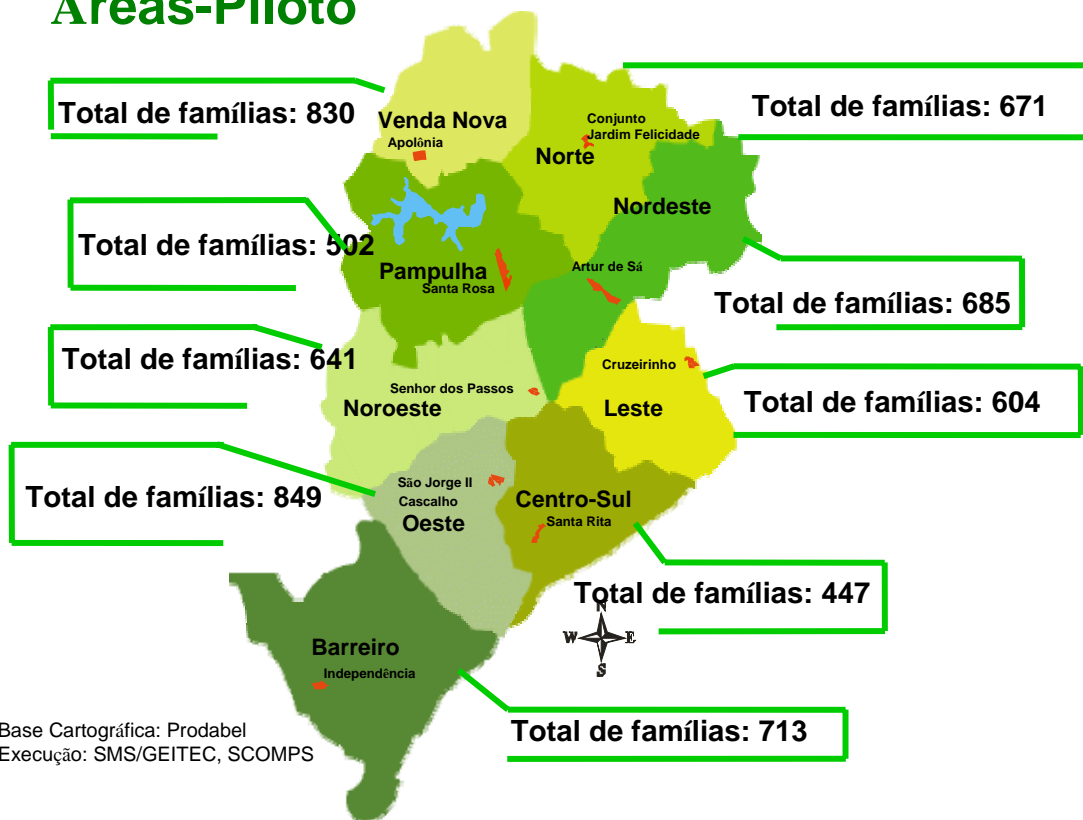 Áreas-Piloto
Total de famílias: 830
Total de famílias: 671
Venda Nova
Apolônia
Conjunto
Jardim Felicidade
Norte
Nordeste
Total de famílias: 502
Pampulha
Santa Rosa
Artur de Sá
Total de famílias: 685
Total de famílias: 641
Cruzeirinho
Senhor dos Passos
Noroeste
Leste
Total de famílias: 604
São Jorge II
Cascalho
Oeste
Total de famílias: 849
Centro-Sul
Santa Rita
Total de famílias: 447
N
W E
S
Barreiro
Independência
Total de famílias: 713
Base Cartográfica: Prodabel
Execução: SMS/GEITEC, SCOMPS